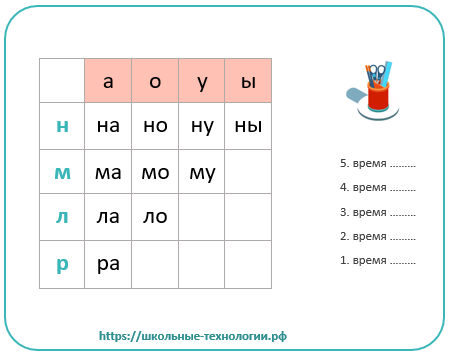 а о у ы
н на но ну ны
м ма мо му
л ла ло
р ра
5. время .........
4. время .........
3. время .........
2. время .........
1. время .........
https://школьные-технологии.рф